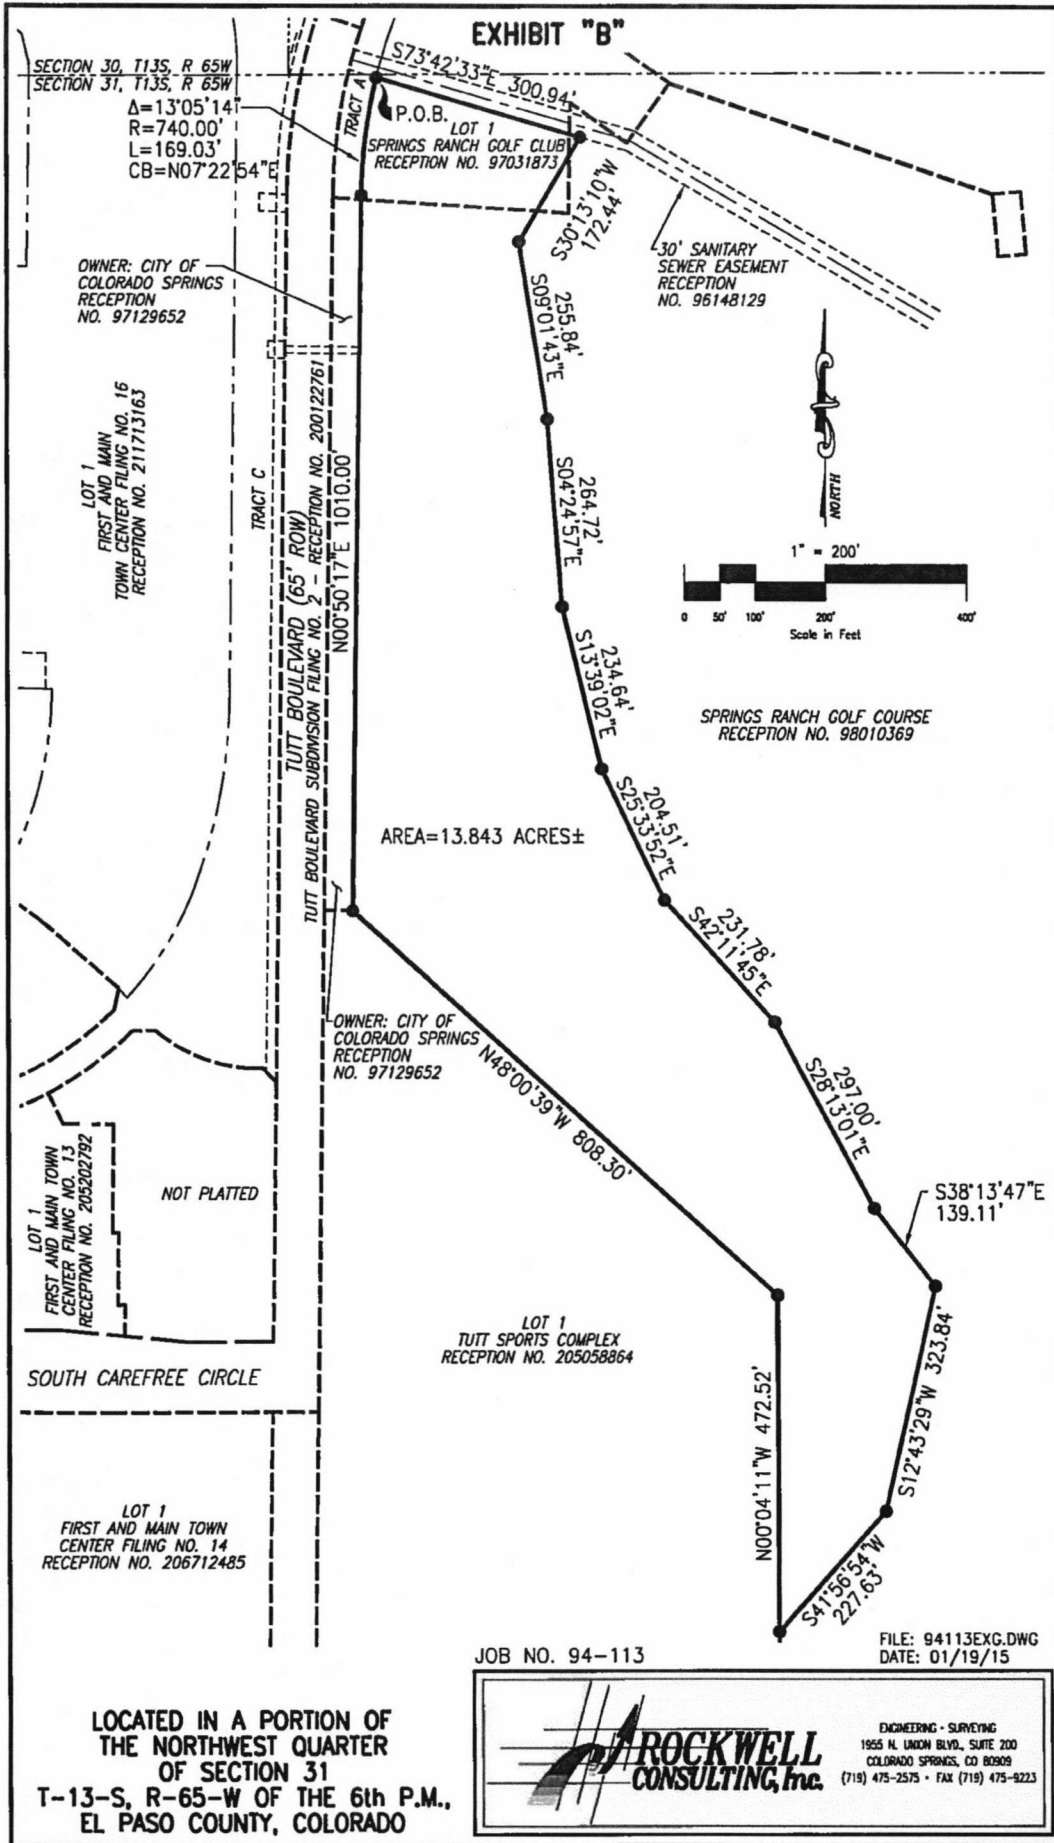 EXHIBIT "B"
SECTION 30, T13S, R 65W
SECTION 31, T13S, R 65W
Δ=13°05'14"
R=740.00'
L=169.03'
CB=N07°22'54"E
TRACT A
P.O.B.
S73°42'33"E 300.94'
LOT 1
SPRINGS RANCH GOLF CLUB
RECEPTION NO. 97031873
S30°13'10"W
172.44'
30' SANITARY
SEWER EASEMENT
RECEPTION
NO. 96148129
OWNER: CITY OF
COLORADO SPRINGS
RECEPTION
NO. 97129652
255.84'
S09°01'43"E
LOT 1
FIRST AND MAIN
TOWN CENTER FILING NO. 16
RECEPTION NO. 211713163
TRACT C
TUTT BOULEVARD (65' ROW)
TUTT BOULEVARD SUBDIVISION FILING NO. 2 - RECEPTION NO. 200122761
N00°50'17"E 1010.00'
264.72'
S04°24'57"E
NORTH
1" = 200'
0 50' 100' 200' 400'
Scale in Feet
234.64'
S13°39'02"E
SPRINGS RANCH GOLF COURSE
RECEPTION NO. 98010369
AREA=13.843 ACRES±
204.51'
S25°33'52"E
231.78'
S42°11'45"E
OWNER: CITY OF
COLORADO SPRINGS
RECEPTION
NO. 97129652
N48°00'39"W 808.30'
297.00'
S28°13'01"E
S38°13'47"E
139.11'
LOT 1
FIRST AND MAIN TOWN
CENTER FILING NO. 13
RECEPTION NO. 205202792
NOT PLATTED
LOT 1
TUTT SPORTS COMPLEX
RECEPTION NO. 205058864
SOUTH CAREFREE CIRCLE
N00°04'11"W 472.52'
S12°43'29"W 323.84'
LOT 1
FIRST AND MAIN TOWN
CENTER FILING NO. 14
RECEPTION NO. 206712485
S41°56'54"W
227.63'
JOB NO. 94-113
FILE: 94113EXG.DWG
DATE: 01/19/15
LOCATED IN A PORTION OF
THE NORTHWEST QUARTER
OF SECTION 31
T-13-S, R-65-W OF THE 6th P.M.,
EL PASO COUNTY, COLORADO
ROCKWELL
CONSULTING, Inc.
ENGINEERING • SURVEYING
1955 N. UNION BLVD., SUITE 200
COLORADO SPRINGS, CO 80909
(719) 475-2575 • FAX (719) 475-9223